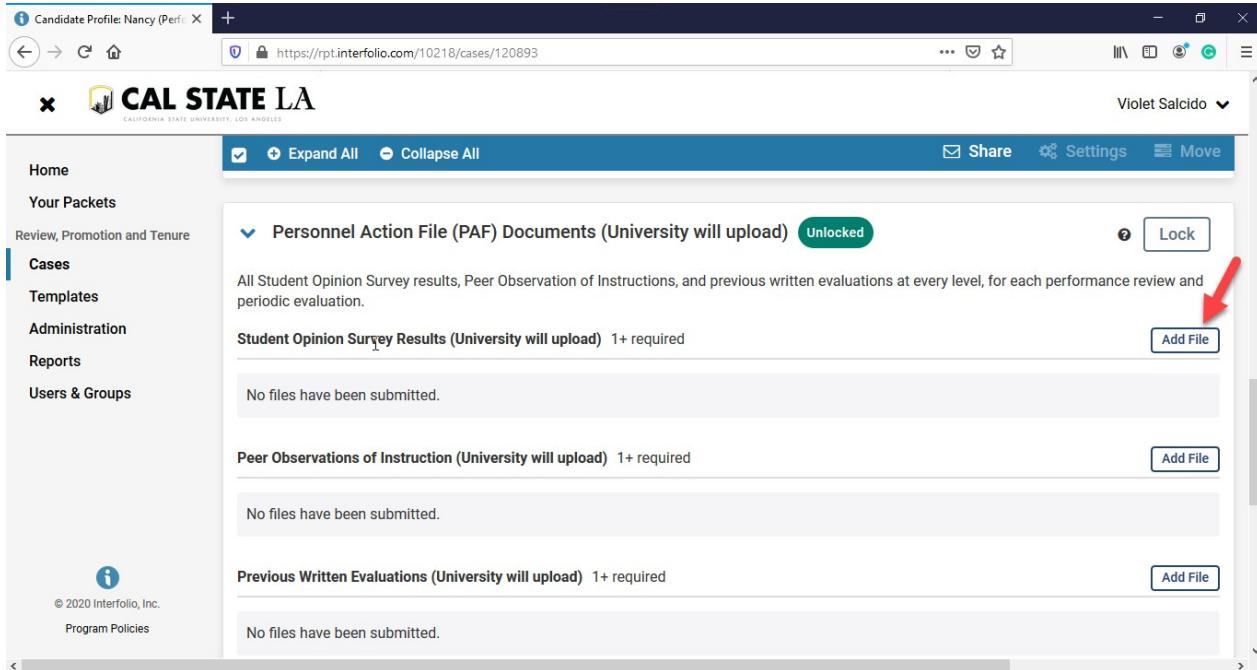 Candidate Profile: Nancy (Perfo
https://rpt.interfolio.com/10218/cases/120893
CAL STATE LA
CALIFORNIA STATE UNIVERSITY, LOS ANGELES
Violet Salcido
Expand All Collapse All Share Settings Move
Home
Your Packets
Review, Promotion and Tenure
Cases
Templates
Administration
Reports
Users & Groups
Personnel Action File (PAF) Documents (University will upload) Unlocked Lock
All Student Opinion Survey results, Peer Observation of Instructions, and previous written evaluations at every level, for each performance review and
periodic evaluation.
Student Opinion Survey Results (University will upload) 1+ required Add File
No files have been submitted.
Peer Observations of Instruction (University will upload) 1+ required Add File
No files have been submitted.
Previous Written Evaluations (University will upload) 1+ required Add File
No files have been submitted.
© 2020 Interfolio, Inc.
Program Policies